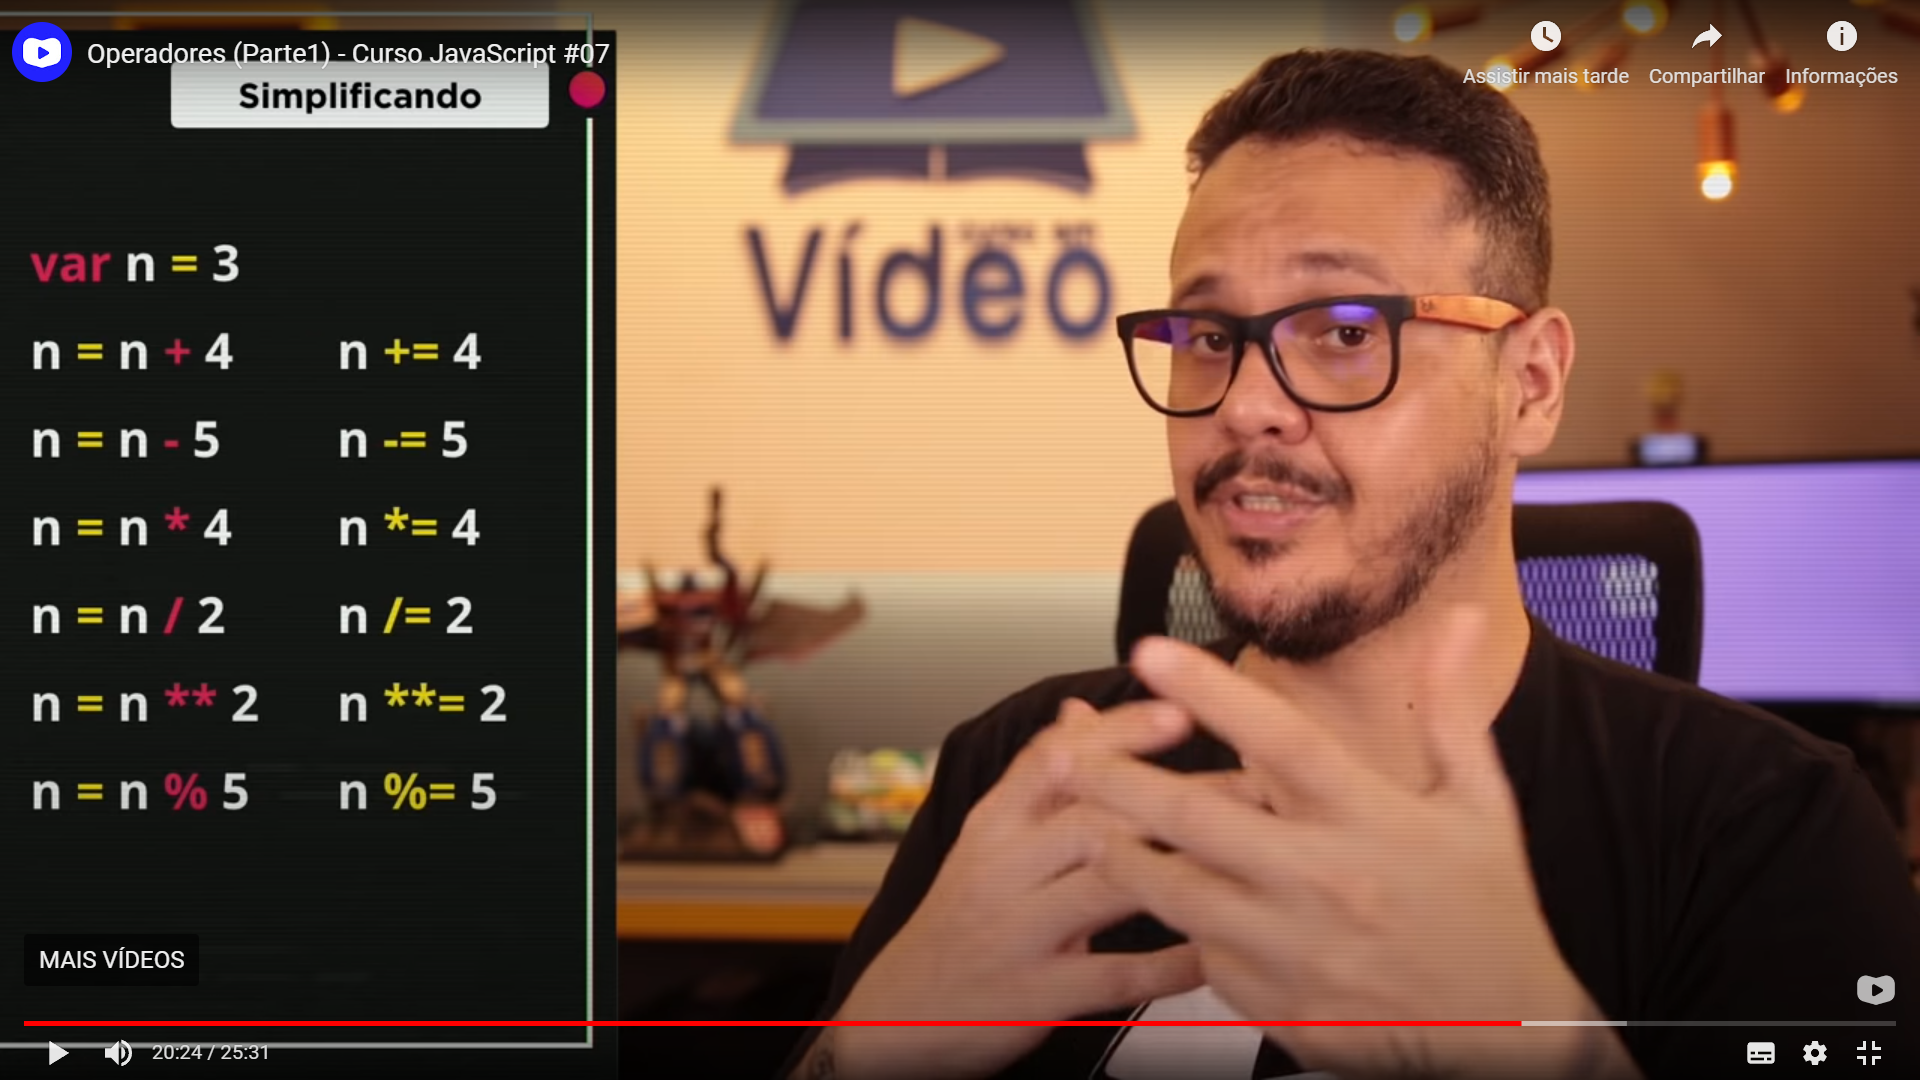 Operadores (Parte1) - Curso JavaScript #07
Assistir mais tarde
Compartilhar
Informações
Simplificando
var n = 3
n = n + 4 n += 4
n = n - 5 n -= 5
n = n * 4 n *= 4
n = n / 2 n /= 2
n = n ** 2 n **= 2
n = n % 5 n %= 5
Vídeo
MAIS VÍDEOS
20:24 / 25:31